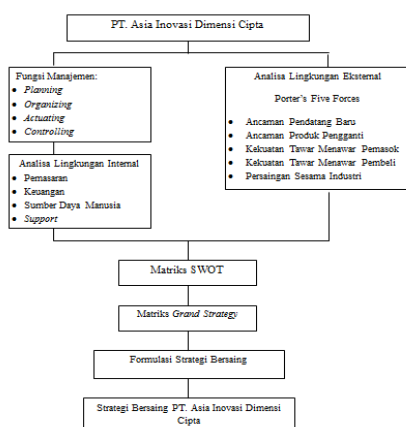 PT. Asia Inovasi Dimensi Cipta
Fungsi Manajemen:
• Planning
• Organizing
• Actuating
• Controlling
Analisa Lingkungan Internal
• Pemasaran
• Keuangan
• Sumber Daya Manusia
• Support
Analisa Lingkungan Eksternal
Porter's Five Forces
• Ancaman Pendatang Baru
• Ancaman Produk Pengganti
• Kekuatan Tawar Menawar Pemasok
• Kekuatan Tawar Menawar Pembeli
• Persaingan Sesama Industri
Matriks SWOT
Matriks Grand Strategy
Formulasi Strategi Bersaing
Strategi Bersaing PT. Asia Inovasi Dimensi
Cipta